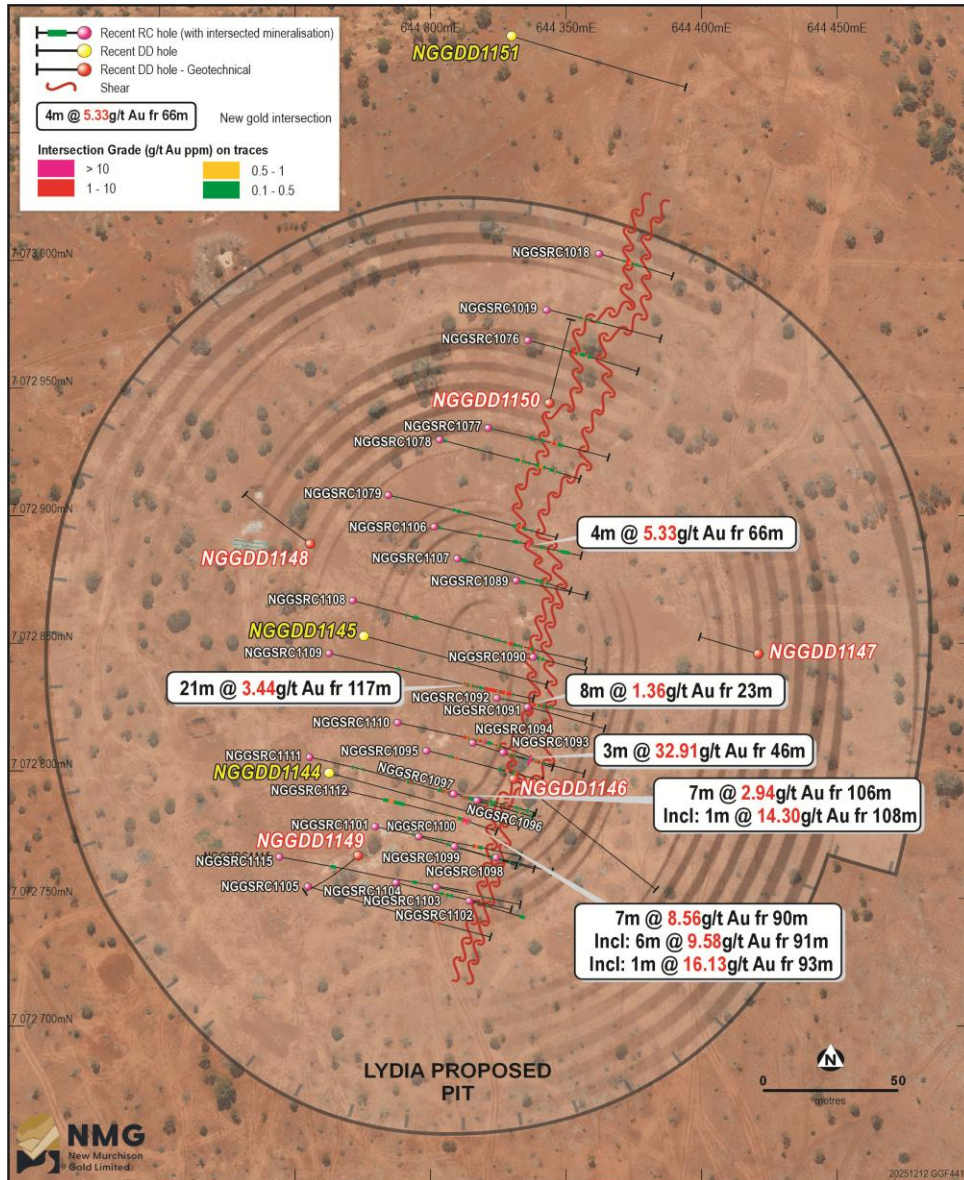 644 300mE
644 350mE
644 400mE
644 450mE
Recent RC hole (with intersected mineralisation)
Recent DD hole
Recent DD hole - Geotechnical
Shear
4m @ 5.33g/t Au fr 66m
New gold intersection
Intersection Grade (g/t Au ppm) on traces
> 10
0.5 - 1
1 - 10
0.1 - 0.5
NGGDD1151
7 073 000mN
NGGSRC1018
NGGSRC1019
NGGSRC1076
7 072 950mN
NGGDD1150
NGGSRC1077
NGGSRC1078
NGGSRC1079
7 072 900mN
NGGSRC1106
4m @ 5.33g/t Au fr 66m
NGGDD1148
NGGSRC1107
NGGSRC1089
NGGSRC1108
NGGDD1145
7 072 850mN
NGGSRC1109
NGGSRC1090
NGGDD1147
21m @ 3.44g/t Au fr 117m
8m @ 1.36g/t Au fr 23m
NGGSRC1092
NGGSRC1091
NGGSRC1110
NGGSRC1094
NGGSRC1093
NGGSRC1095
3m @ 32.91g/t Au fr 46m
NGGSRC1111
NGGDD1144
7 072 800mN
NGGSRC1097
NGGDD1146
NGGSRC1112
7m @ 2.94g/t Au fr 106m
Incl: 1m @ 14.30g/t Au fr 108m
NGGSRC1096
NGGSRC1101
NGGSRC1100
NGGDD1149
NGGSRC1099
NGGSRC1115
NGGSRC1098
NGGSRC1105
NGGSRC1104
7 072 750mN
NGGSRC1103
NGGSRC1102
7m @ 8.56g/t Au fr 90m
Incl: 6m @ 9.58g/t Au fr 91m
Incl: 1m @ 16.13g/t Au fr 93m
7 072 700mN
LYDIA PROPOSED
PIT
N
0
50
metres
NMG
New Murchison
Gold Limited
20251212 GGF441